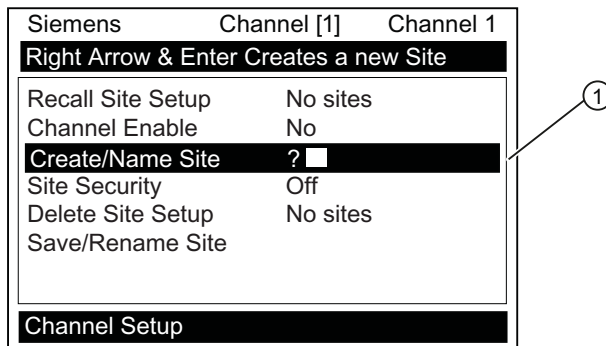 Siemens Channel [1] Channel 1
Right Arrow & Enter Creates a new Site
Recall Site Setup No sites
Channel Enable No
Create/Name Site ?
Site Security Off
Delete Site Setup No sites
Save/Rename Site
Channel Setup
1